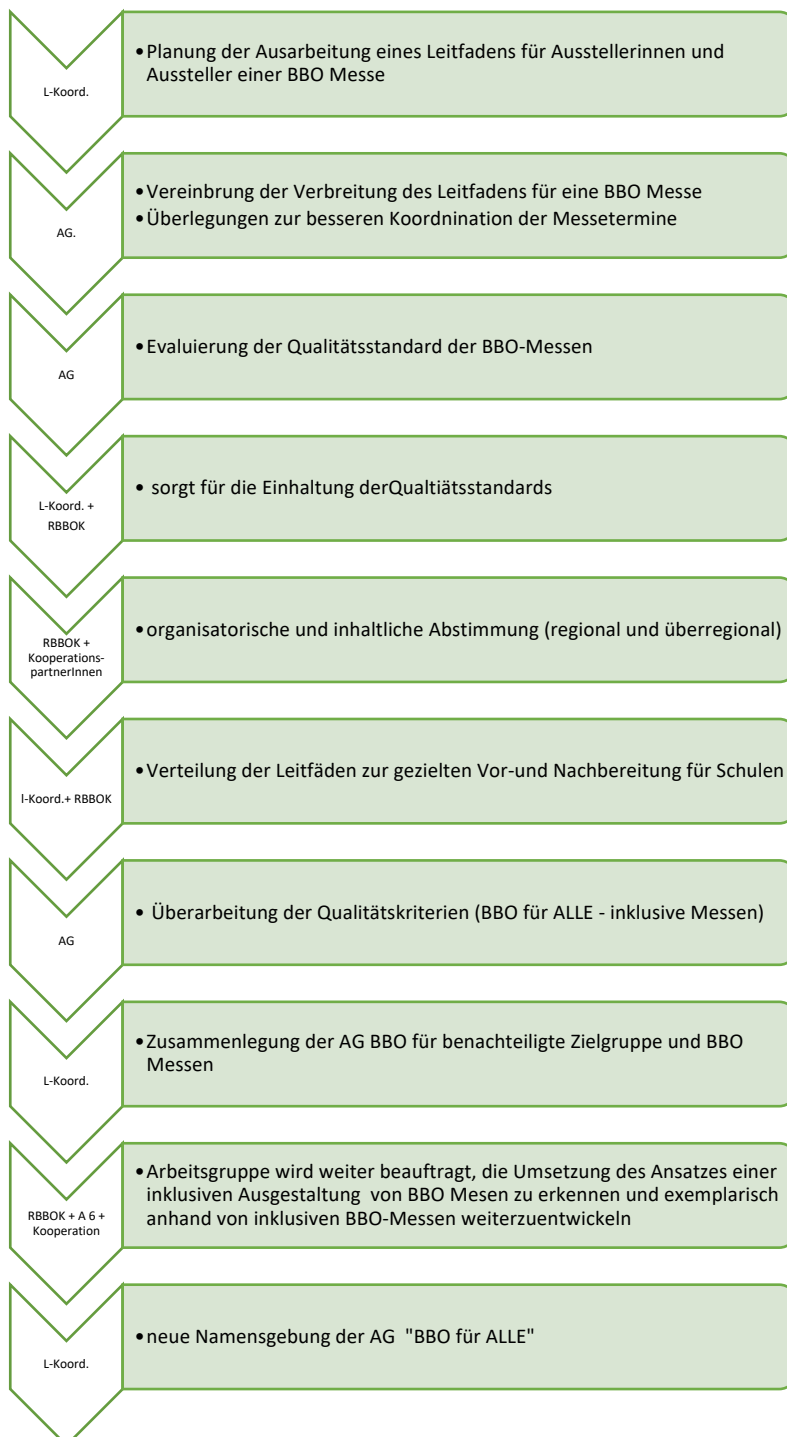 L-Koord.
•Planung der Ausarbeitung eines Leitfadens für Ausstellerinnen und
Aussteller einer BBO Messe
AG.
•Vereinbrung der Verbreitung des Leitfadens für eine BBO Messe
•Überlegungen zur besseren Koordnination der Messetermine
AG
•Evaluierung der Qualitätsstandard der BBO-Messen
L-Koord. +
RBBOK
• sorgt für die Einhaltung derQualtiätsstandards
RBBOK +
Kooperations-
partnerInnen
•organisatorische und inhaltliche Abstimmung (regional und überregional)
l-Koord.+ RBBOK
•Verteilung der Leitfäden zur gezielten Vor-und Nachbereitung für Schulen
AG
• Überarbeitung der Qualitätskriterien (BBO für ALLE - inklusive Messen)
L-Koord.
•Zusammenlegung der AG BBO für benachteiligte Zielgruppe und BBO
Messen
RBBOK + A 6 +
Kooperation
•Arbeitsgruppe wird weiter beauftragt, die Umsetzung des Ansatzes einer
inklusiven Ausgestaltung  von BBO Mesen zu erkennen und exemplarisch
anhand von inklusiven BBO-Messen weiterzuentwickeln
L-Koord.
•neue Namensgebung der AG  "BBO für ALLE"